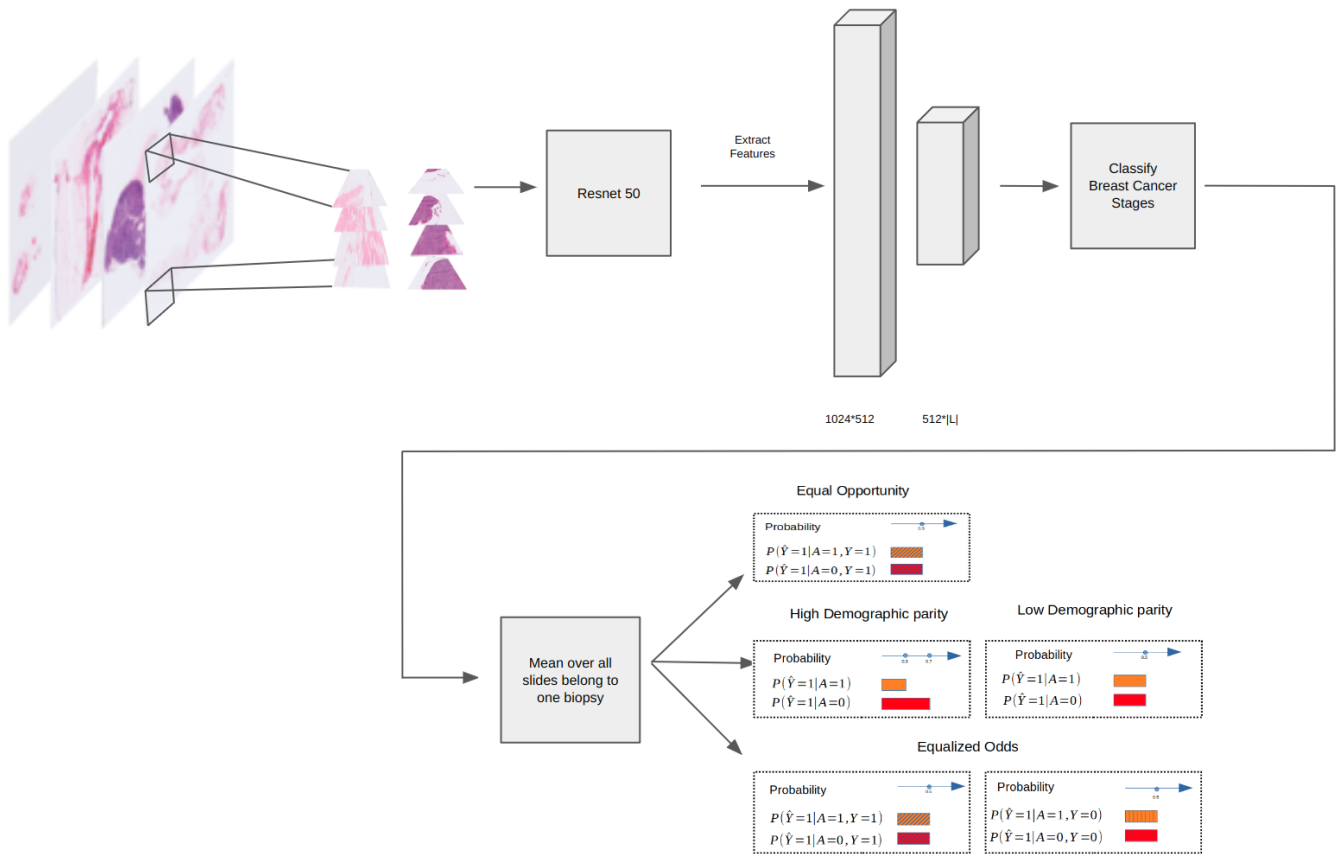 Resnet 50
Extract
Features
Classify
Breast Cancer
Stages
1024*512
512*|L|
Mean over all
slides belong to
one biopsy
Equal Opportunity
Probability
P(Ŷ=1|A=1,Y=1)
P(Ŷ=1|A=0,Y=1)
High Demographic parity
Probability
0.7
P(Ŷ=1|A=1)
P(Ŷ=1|A=0)
Low Demographic parity
Probability
P(Ŷ=1|A=1)
P(Ŷ=1|A=0)
Equalized Odds
Probability
P(Ŷ=1|A=1,Y=1)
P(Ŷ=1|A=0,Y=1)
Probability
P(Ŷ=1|A=1,Y=0)
P(Ŷ=1|A=0,Y=0)